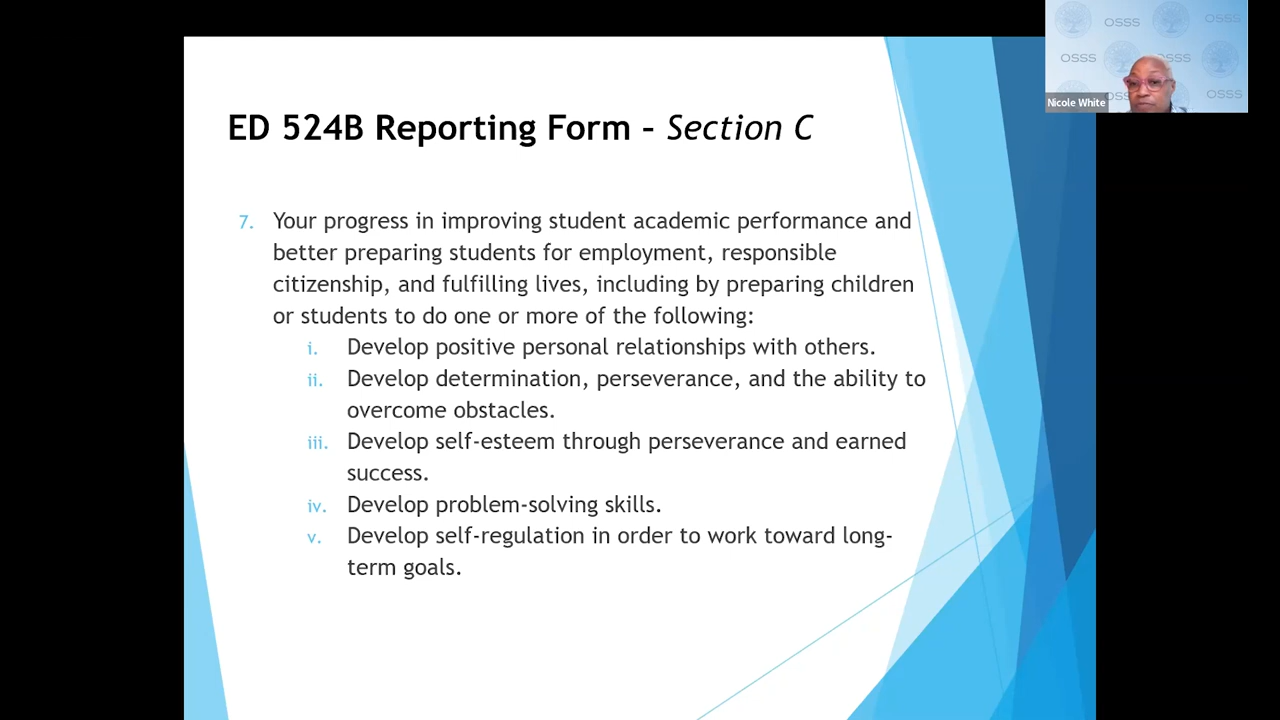 OSSS
OSSS
OSSS
OSSS
OSSS
OSSS
Nicole White
ED 524B Reporting Form – Section C
7. Your progress in improving student academic performance and
better preparing students for employment, responsible
citizenship, and fulfilling lives, including by preparing children
or students to do one or more of the following:
i. Develop positive personal relationships with others.
ii. Develop determination, perseverance, and the ability to
overcome obstacles.
iii. Develop self-esteem through perseverance and earned
success.
iv. Develop problem-solving skills.
v. Develop self-regulation in order to work toward long-
term goals.